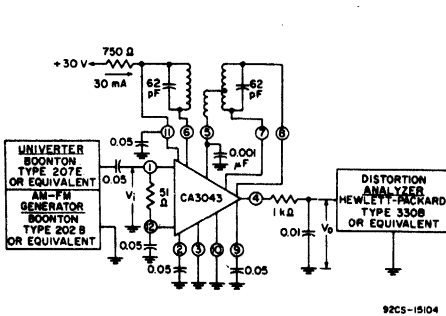 750 Ω
+30 V
30 mA
62
pF
62
pF
0.05
11
6
5
7
8
0.001
μF
UNIVERTER
BOONTON
TYPE 207E
OR EQUIVALENT
AM-FM
GENERATOR
BOONTON
TYPE 202 B
OR EQUIVALENT
0.05
Vi
1
51
Ω
12
CA3043
4
1 kΩ
0.01
Vo
DISTORTION
ANALYZER
HEWLETT-PACKARD
TYPE 330B
OR EQUIVALENT
0.05
2
3
10
9
0.05
0.05
92CS-15104